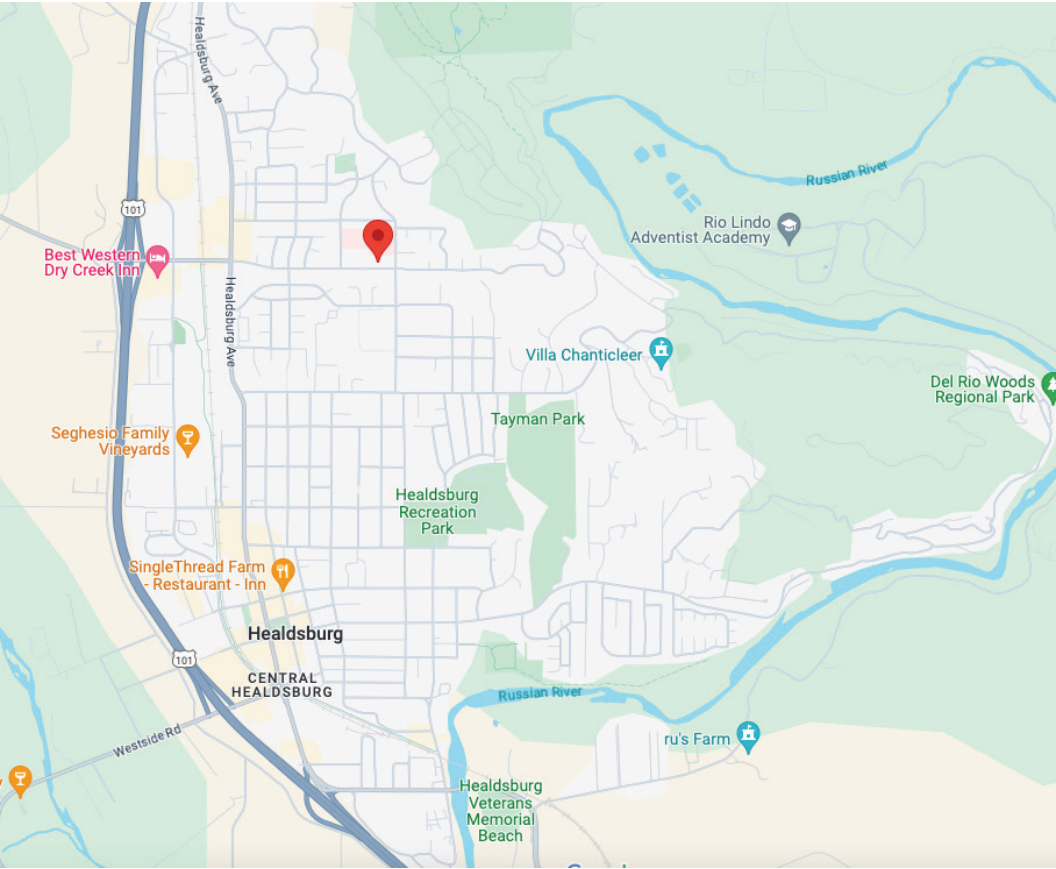 Healdsburg Ave
101
Russian River
Rio Lindo
Adventist Academy
Best Western
Dry Creek Inn
Healdsburg Ave
Villa Chanticleer
Del Rio Woods
Regional Park
Tayman Park
Seghesio Family
Vineyards
Healdsburg
Recreation
Park
SingleThread Farm
- Restaurant - Inn
Healdsburg
101
CENTRAL
HEALDSBURG
Russian River
Westside Rd
ru's Farm
Healdsburg
Veterans
Memorial
Beach